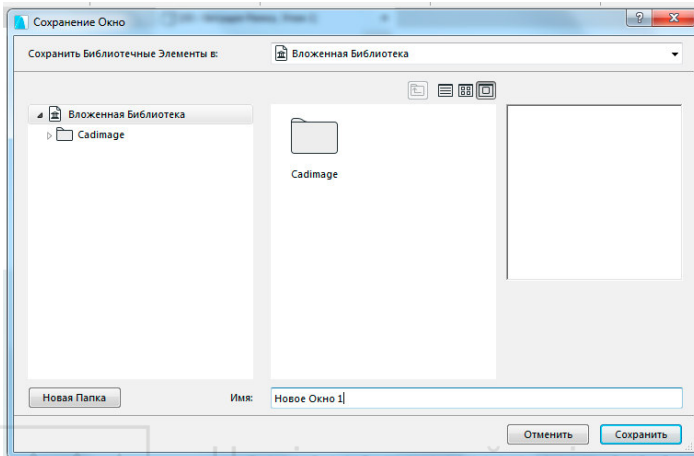 Сохранение Окно
Сохранить Библиотечные Элементы в:
Вложенная Библиотека
Вложенная Библиотека
Cadimage
Cadimage
Новая Папка
Имя:
Новое Окно 1
Отменить
Сохранить